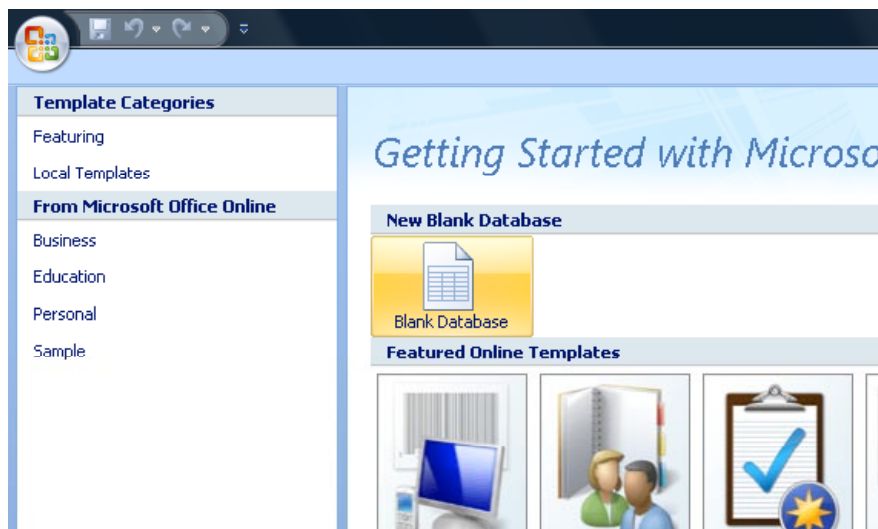 Template Categories
Featuring
Local Templates
From Microsoft Office Online
Business
Education
Personal
Sample
Getting Started with Microso
New Blank Database
Blank Database
Featured Online Templates